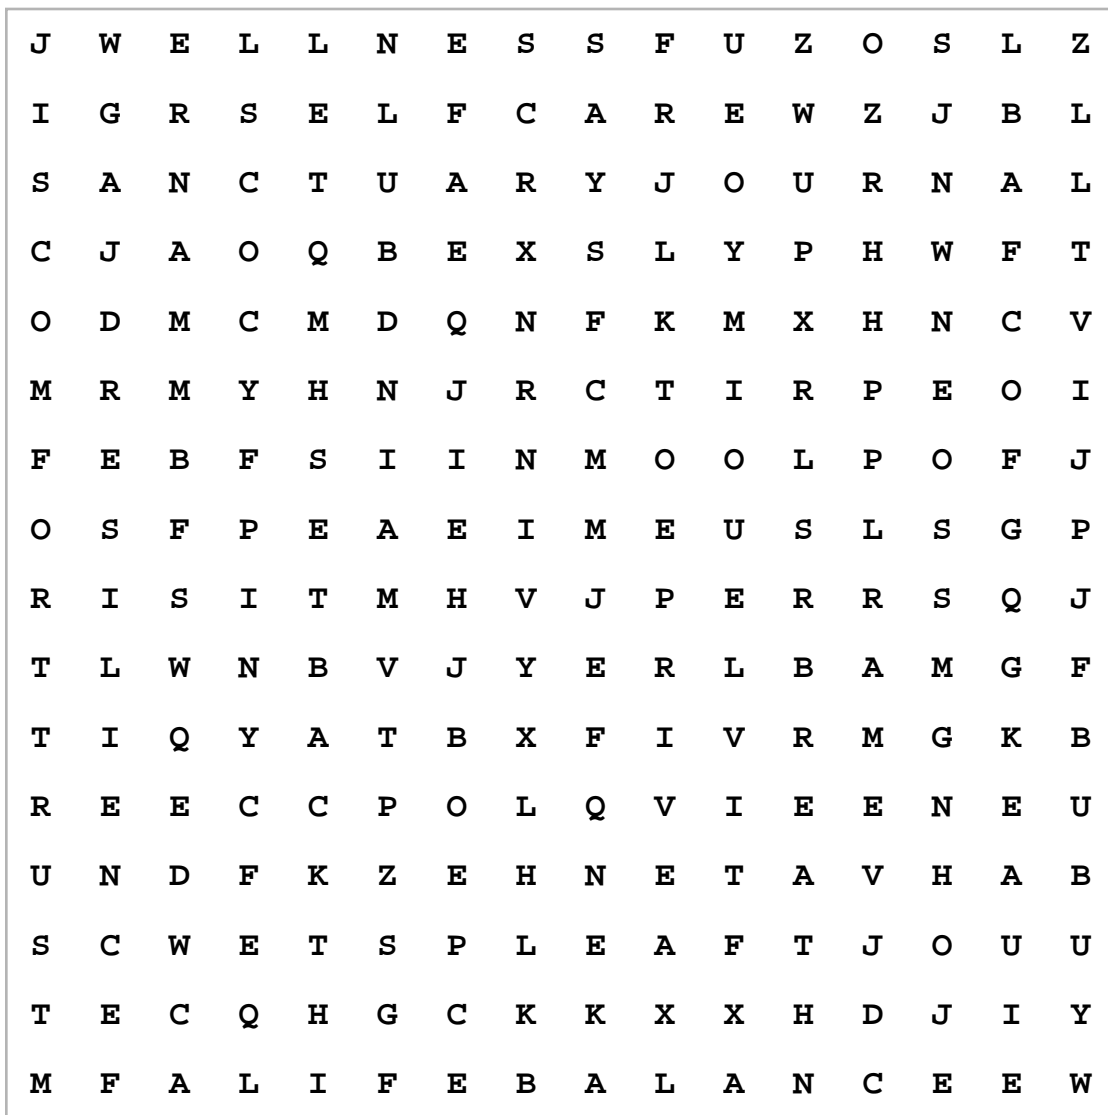 J W E L L N E S S F U Z O S L Z
I G R S E L F C A R E W Z J B L
S A N C T U A R Y J O U R N A L
C J A O Q B E X S L Y P H W F T
O D M C M D Q N F K M X H N C V
M R M Y H N J R C T I R P E O I
F E B F S I I N M O O L P O F J
O S F P E A E I M E U S L S G P
R I S I T M H V J P E R R S Q J
T L W N B V J Y E R L B A M G F
T I Q Y A T B X F I V R M G K B
R E E C C P O L Q V I E E N E U
U N D F K Z E H N E T A V H A B
S C W E T S P L E A F T J O U U
T E C Q H G C K K X X H D J I Y
M F A L I F E B A L A N C E E W